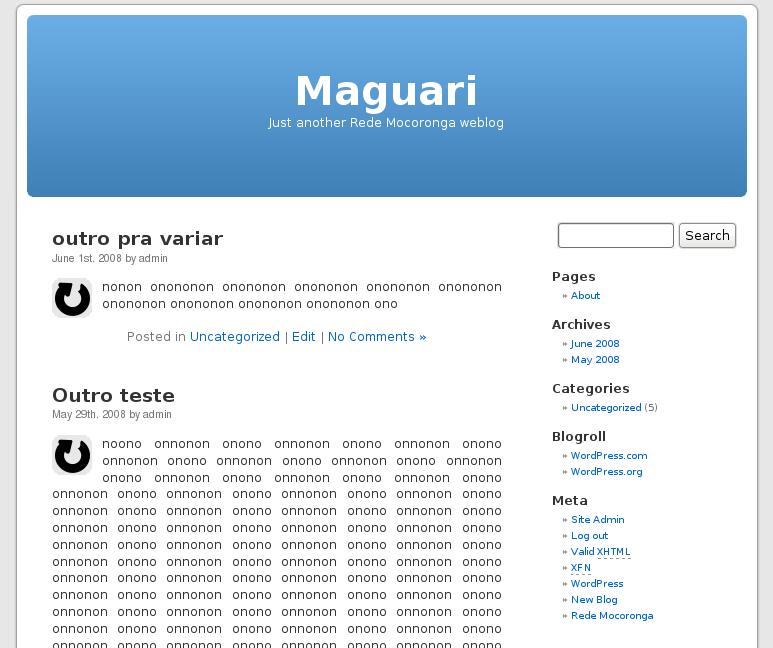 Maguari
Just another Rede Mocoronga weblog
outro pra variar
June 1st, 2008 by admin
nonon onononon onononon onononon onononon onononon
onononon onononon onononon onononon ono
Posted in Uncategorized | Edit | No Comments »
Outro teste
May 29th, 2008 by admin
noono onnonon onono onnonon onono onnonon onono
onnonon onono onnonon onono onnonon onono onnonon
onono onnonon onono onnonon onono onnonon onono
onnonon onono onnonon onono onnonon onono onnonon onono
onnonon onono onnonon onono onnonon onono onnonon onono
onnonon onono onnonon onono onnonon onono onnonon onono
onnonon onono onnonon onono onnonon onono onnonon onono
onnonon onono onnonon onono onnonon onono onnonon onono
onnonon onono onnonon onono onnonon onono onnonon onono
onnonon onono onnonon onono onnonon onono onnonon onono
onnonon onono onnonon onono onnonon onono onnonon onono
onnonon onono onnonon onono onnonon onono onnonon onono
onnonon onono onnonon onono onnonon onono onnonon onono
Search
Pages
» About
Archives
» June 2008
» May 2008
Categories
» Uncategorized (5)
Blogroll
» WordPress.com
» WordPress.org
Meta
» Site Admin
» Log out
» Valid XHTML
» XFN
» WordPress
» New Blog
» Rede Mocoronga